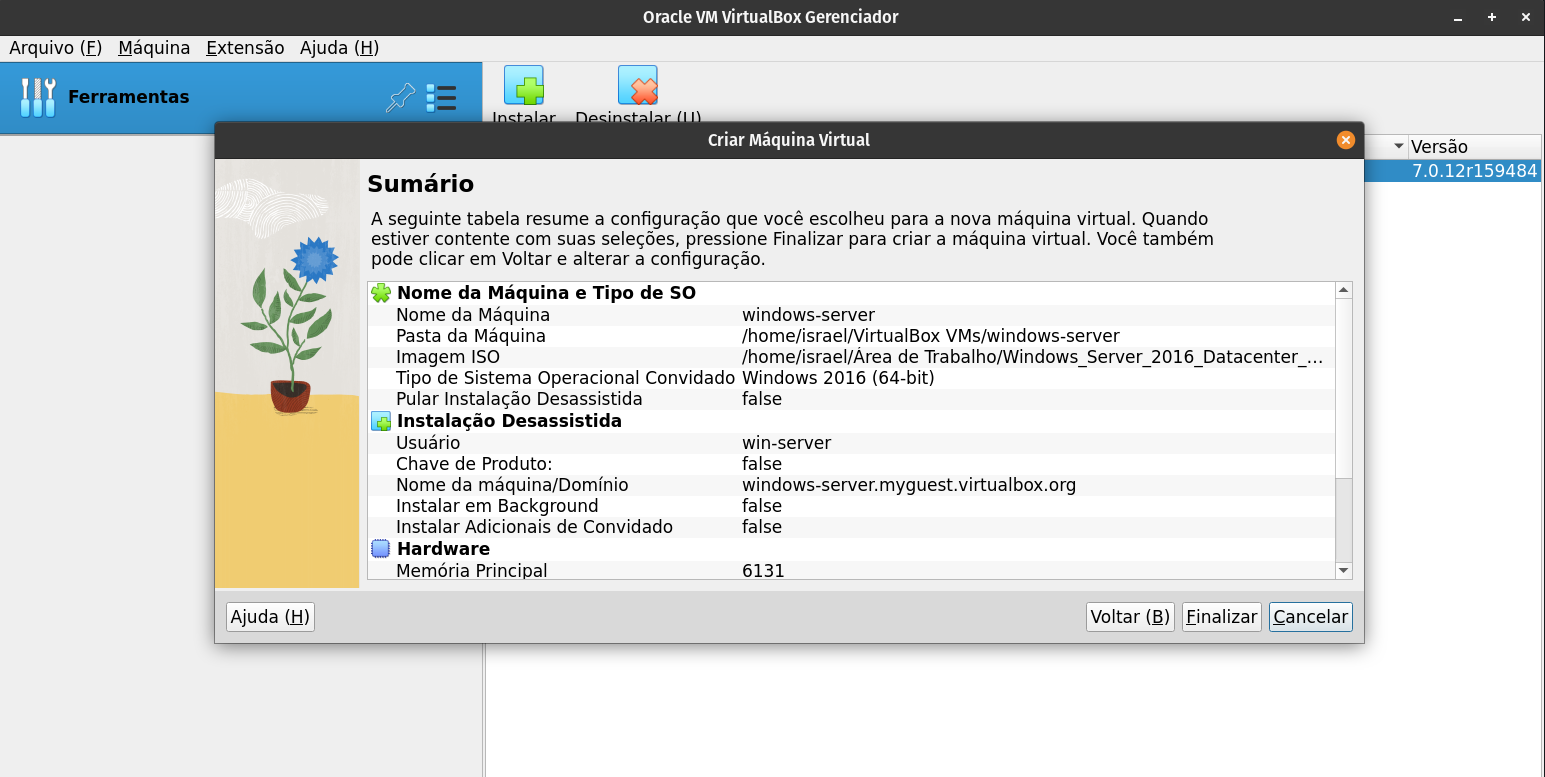 Oracle VM VirtualBox Gerenciador
Arquivo (F) Máquina Extensão Ajuda (H)
Ferramentas
Instalar Desinstalar (U)
Versão
7.0.12r159484
Criar Máquina Virtual
Sumário
A seguinte tabela resume a configuração que você escolheu para a nova máquina virtual. Quando
estiver contente com suas seleções, pressione Finalizar para criar a máquina virtual. Você também
pode clicar em Voltar e alterar a configuração.
Nome da Máquina e Tipo de SO
Nome da Máquina windows-server
Pasta da Máquina /home/israel/VirtualBox VMs/windows-server
Imagem ISO /home/israel/Área de Trabalho/Windows_Server_2016_Datacenter_...
Tipo de Sistema Operacional Convidado Windows 2016 (64-bit)
Pular Instalação Desassistida false
Instalação Desassistida
Usuário win-server
Chave de Produto: false
Nome da máquina/Domínio windows-server.myguest.virtualbox.org
Instalar em Background false
Instalar Adicionais de Convidado false
Hardware
Memória Principal 6131
Ajuda (H) Voltar (B) Finalizar Cancelar